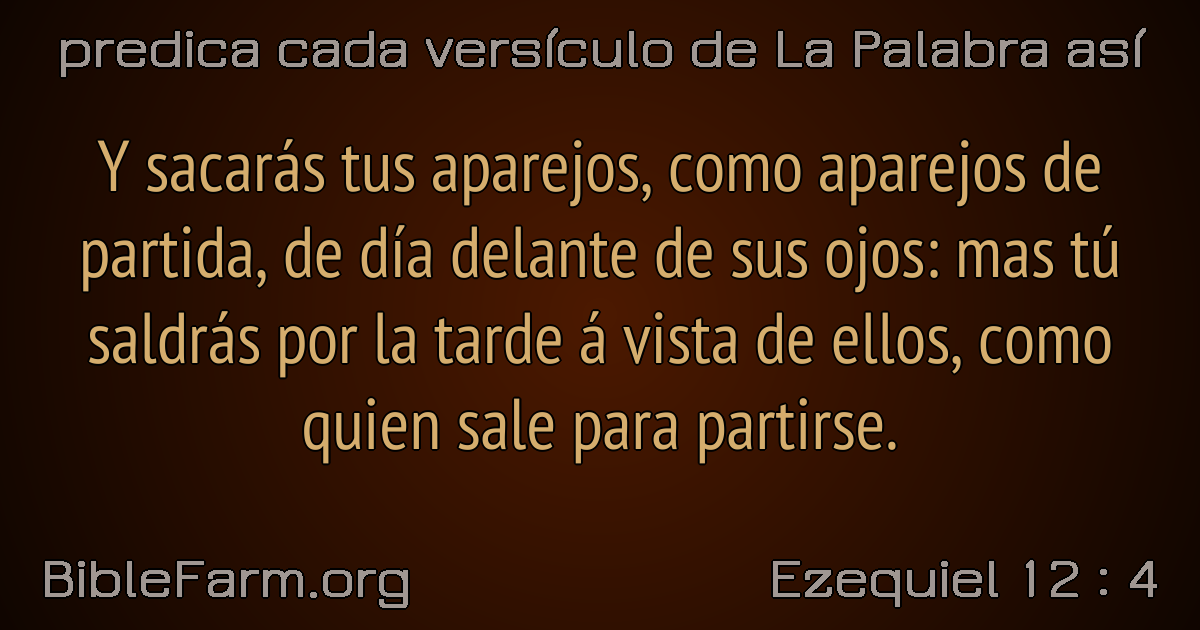 predica cada versículo de La Palabra así
Y sacarás tus aparejos, como aparejos de
partida, de día delante de sus ojos: mas tú
saldrás por la tarde á vista de ellos, como
quien sale para partirse.
BibleFarm.org
Ezequiel 12 : 4